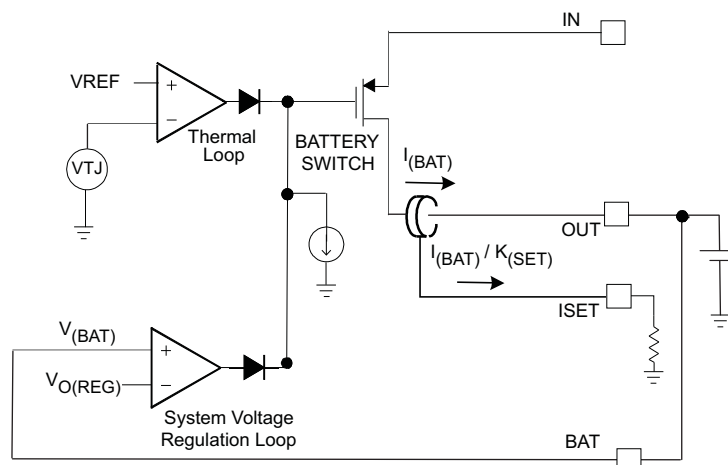 IN
VREF
+
−
Thermal
Loop
BATTERY
SWITCH
VTJ
I(BAT)
OUT
I(BAT) / K(SET)
ISET
V(BAT)
+
VO(REG)
−
System Voltage
Regulation Loop
BAT